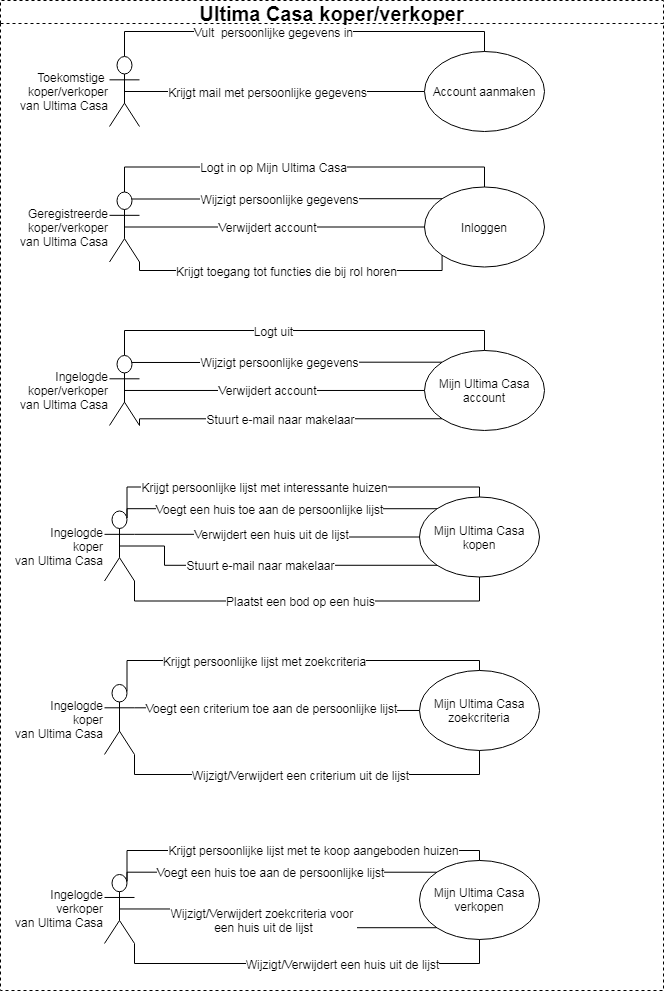 Ultima Casa koper/verkoper
Vult persoonlijke gegevens in
Toekomstige
koper/verkoper
van Ultima Casa
Krijgt mail met persoonlijke gegevens
Account aanmaken
Logt in op Mijn Ultima Casa
Wijzigt persoonlijke gegevens
Geregistreerde
koper/verkoper
van Ultima Casa
Verwijdert account
Inloggen
Krijgt toegang tot functies die bij rol horen
Logt uit
Wijzigt persoonlijke gegevens
Ingelogde
koper/verkoper
van Ultima Casa
Verwijdert account
Mijn Ultima Casa
account
Stuurt e-mail naar makelaar
Krijgt persoonlijke lijst met interessante huizen
Voegt een huis toe aan de persoonlijke lijst
Ingelogde
koper
van Ultima Casa
Verwijdert een huis uit de lijst
Mijn Ultima Casa
kopen
Stuurt e-mail naar makelaar
Plaatst een bod op een huis
Krijgt persoonlijke lijst met zoekcriteria
Ingelogde
koper
van Ultima Casa
Voegt een criterium toe aan de persoonlijke lijst
Mijn Ultima Casa
zoekcriteria
Wijzigt/Verwijdert een criterium uit de lijst
Krijgt persoonlijke lijst met te koop aangeboden huizen
Voegt een huis toe aan de persoonlijke lijst
Ingelogde
verkoper
van Ultima Casa
Wijzigt/Verwijdert zoekcriteria voor
een huis uit de lijst
Mijn Ultima Casa
verkopen
Wijzigt/Verwijdert een huis uit de lijst